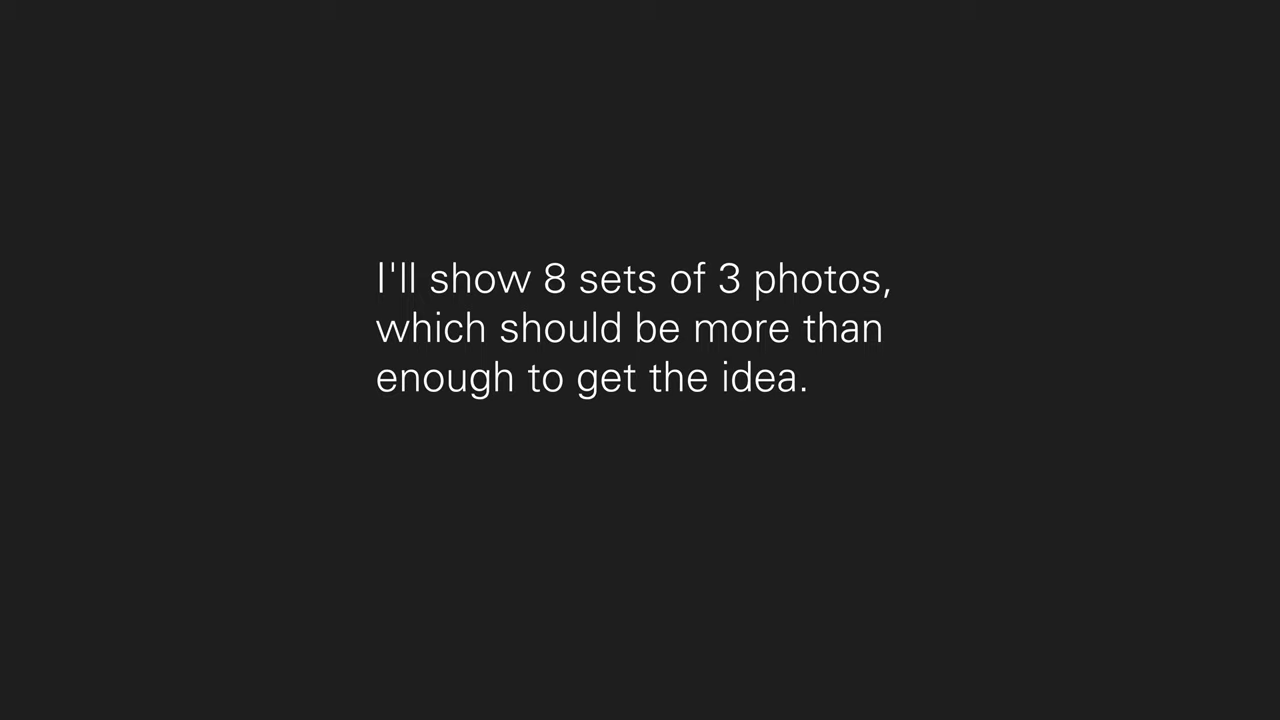 I'll show 8 sets of 3 photos,
which should be more than
enough to get the idea.